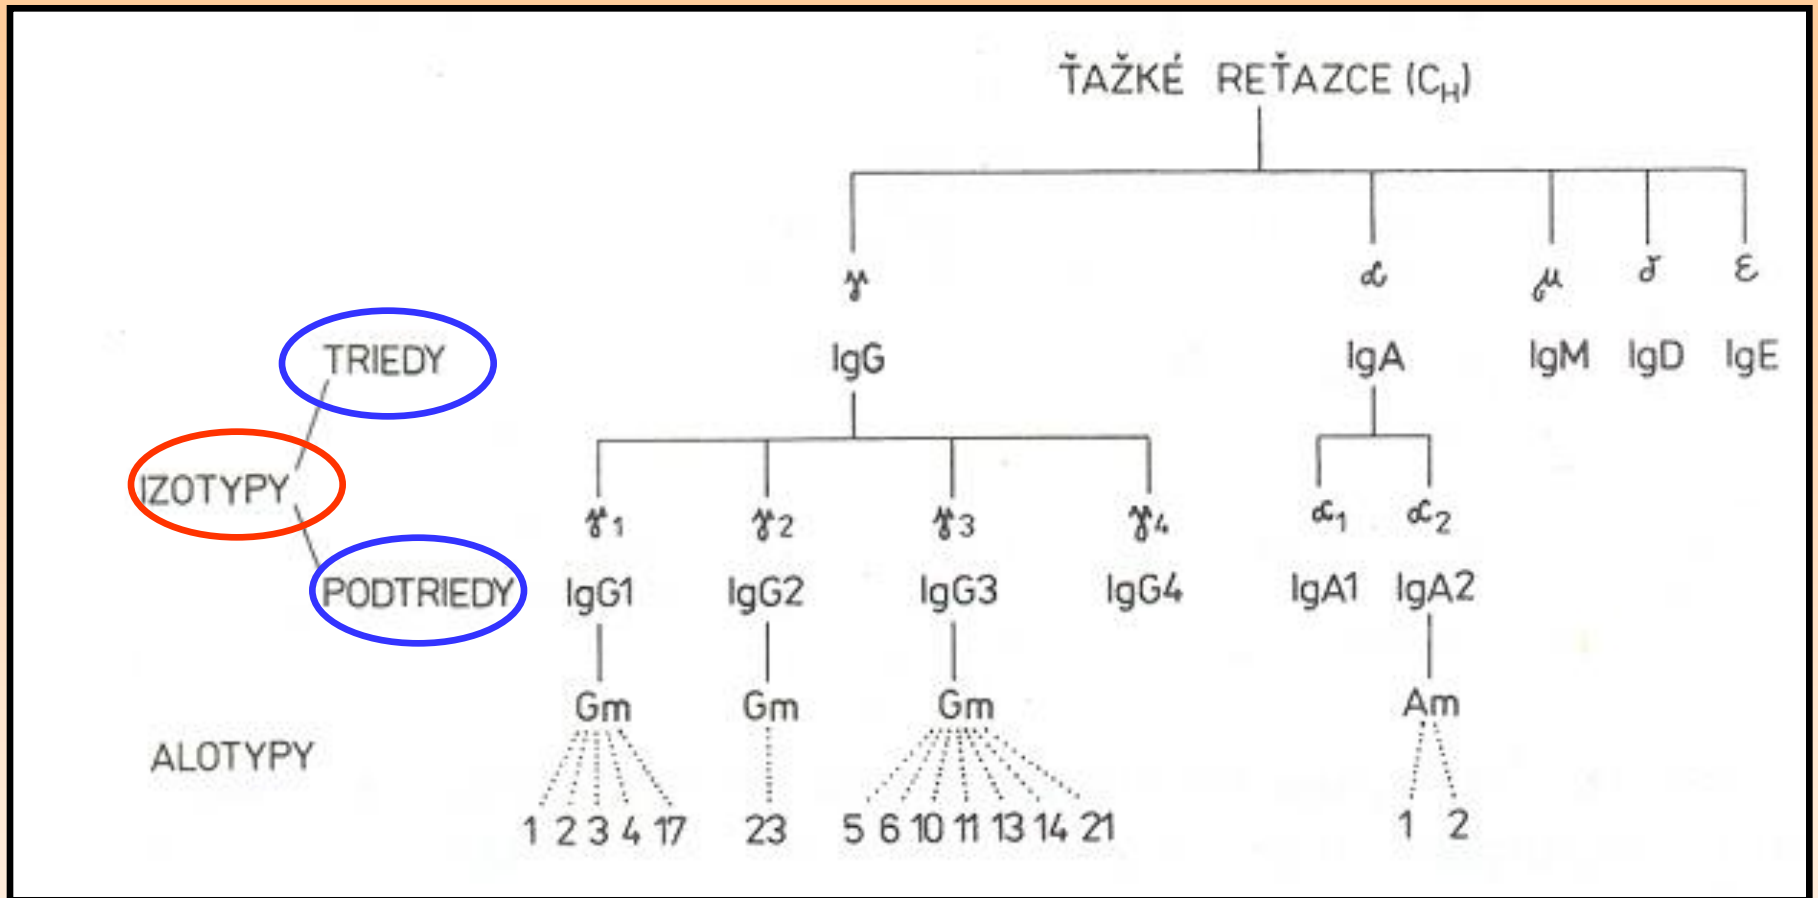 ŤAŽKÉ REŤAZCE (CH)
γ α μ δ ε
TRIEDY IgG IgA IgM IgD IgE
IZOTYPY
γ1 γ2 γ3 γ4 α1 α2
PODTRIEDY IgG1 IgG2 IgG3 IgG4 IgA1 IgA2
Gm Gm Gm Am
ALOTYPY
1 2 3 4 17 23 5 6 10 11 13 14 21 1 2